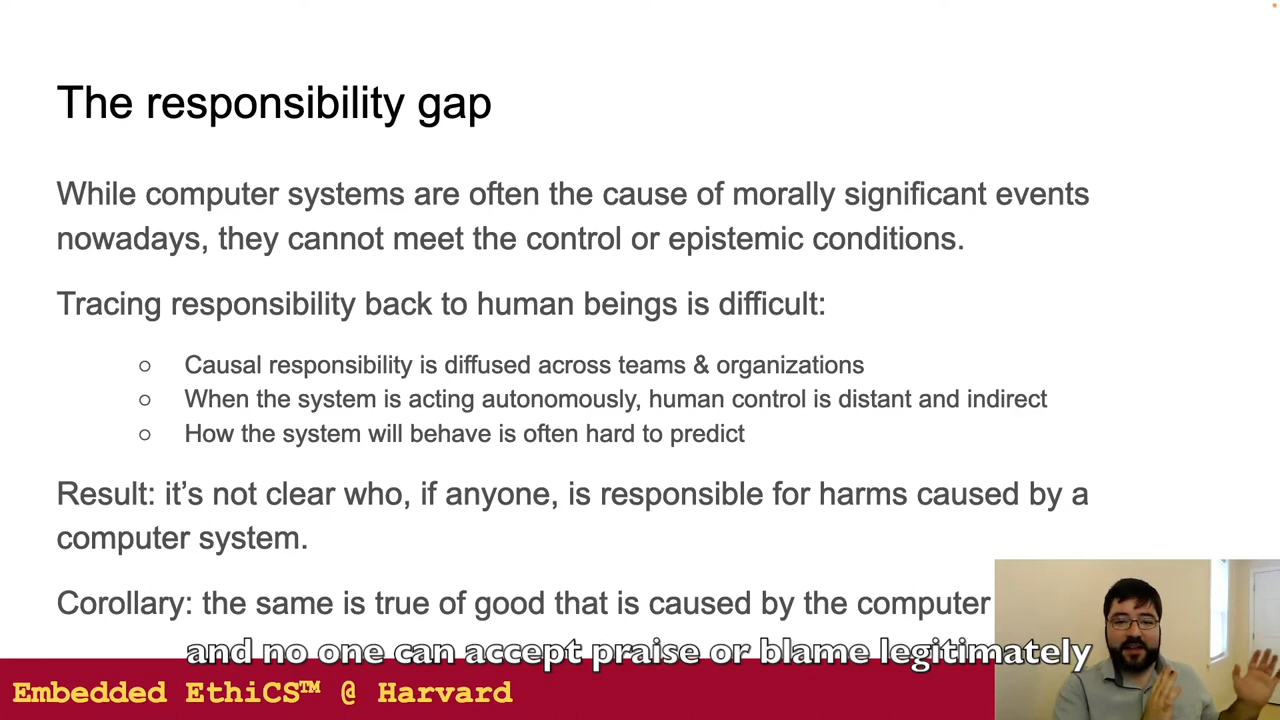 The responsibility gap
While computer systems are often the cause of morally significant events
nowadays, they cannot meet the control or epistemic conditions.
Tracing responsibility back to human beings is difficult:
○ Causal responsibility is diffused across teams & organizations
○ When the system is acting autonomously, human control is distant and indirect
○ How the system will behave is often hard to predict
Result: it’s not clear who, if anyone, is responsible for harms caused by a
computer system.
Corollary: the same is true of good that is caused by the computer
and no one can accept praise or blame legitimately
Embedded EthiCS™ @ Harvard